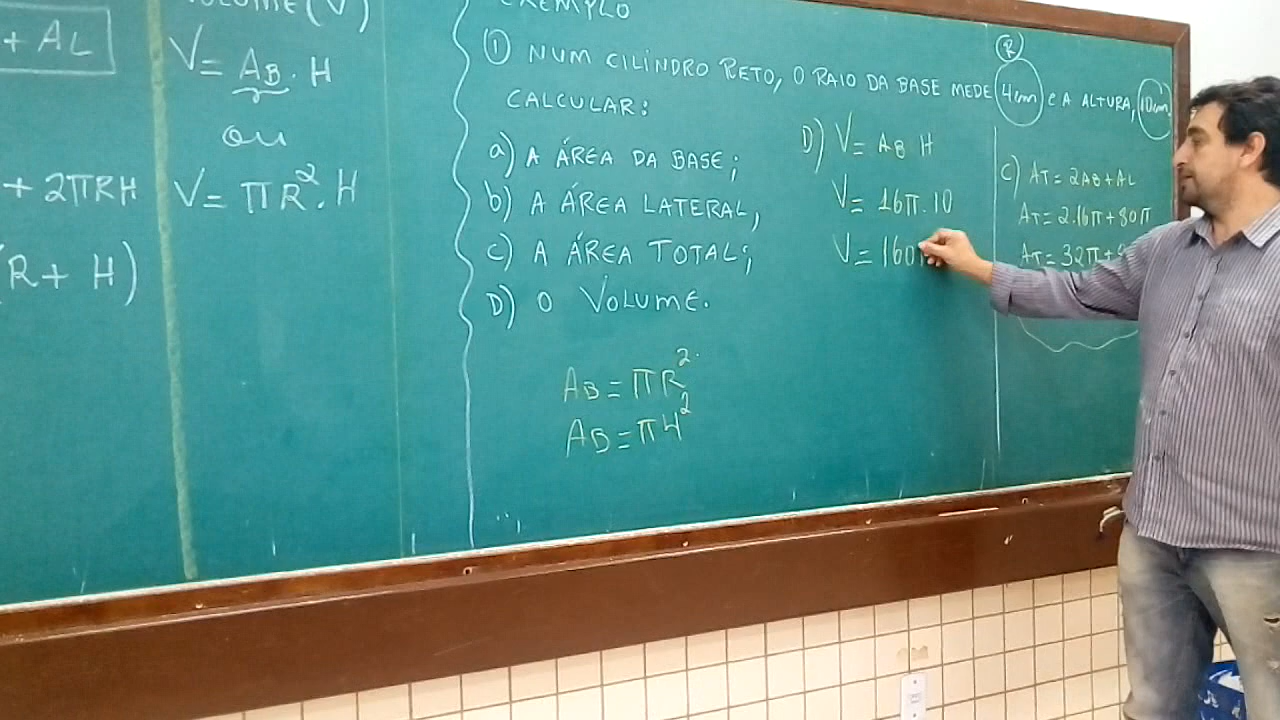 + AL
+ 2πRH
(R + H)
VOLUME (V)
V = AB . H
ou
V = πR². H
EXEMPLO
① NUM CILINDRO RETO, O RAIO DA BASE MEDE 4cm E A ALTURA, 10cm
R
CALCULAR:
a) A ÁREA DA BASE;
b) A ÁREA LATERAL,
c) A ÁREA TOTAL;
D) O VOLUME.
AB = πR²
AB = π4²
D) V = AB H
V = 16π.10
V = 160
C) AT = 2AB + AL
AT = 2.16π + 80π
AT = 32π +